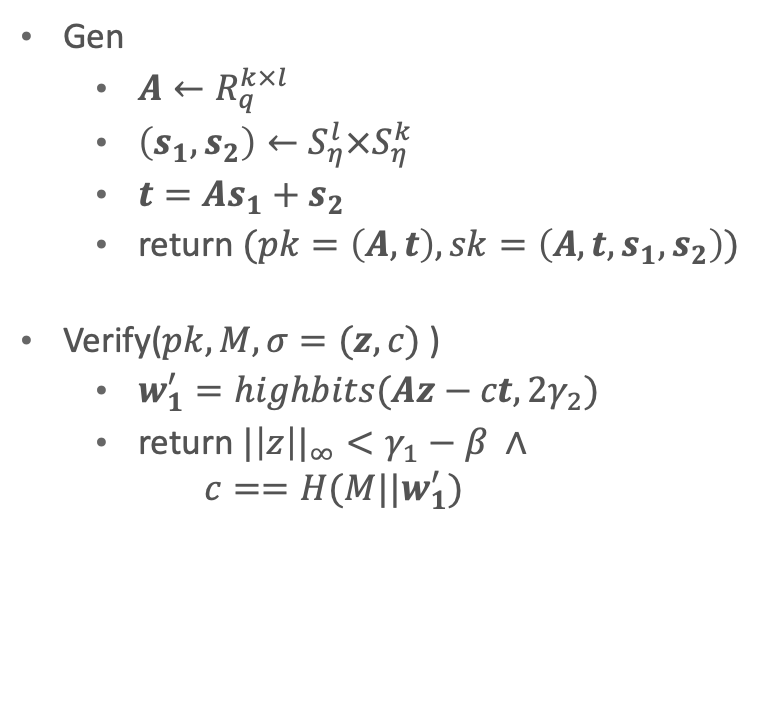 • Gen
• 𝑨 ← 𝑅_𝑞^{𝑘×𝑙}
• (𝒔₁, 𝒔₂) ← 𝑆_𝜂^𝑙×𝑆_𝜂^𝑘
• 𝒕 = 𝑨𝒔₁ + 𝒔₂
• return (𝑝𝑘 = (𝑨, 𝒕), 𝑠𝑘 = (𝑨, 𝒕, 𝒔₁, 𝒔₂))
• Verify(𝑝𝑘, 𝑀, 𝜎 = (𝒛, 𝑐) )
• 𝒘₁′ = ℎ𝑖𝑔ℎ𝑏𝑖𝑡𝑠(𝑨𝒛 − 𝑐𝒕, 2𝛾₂)
• return ||𝑧||_∞ < 𝛾₁ − 𝛽 ∧
𝑐 == 𝐻(𝑀||𝒘₁′)